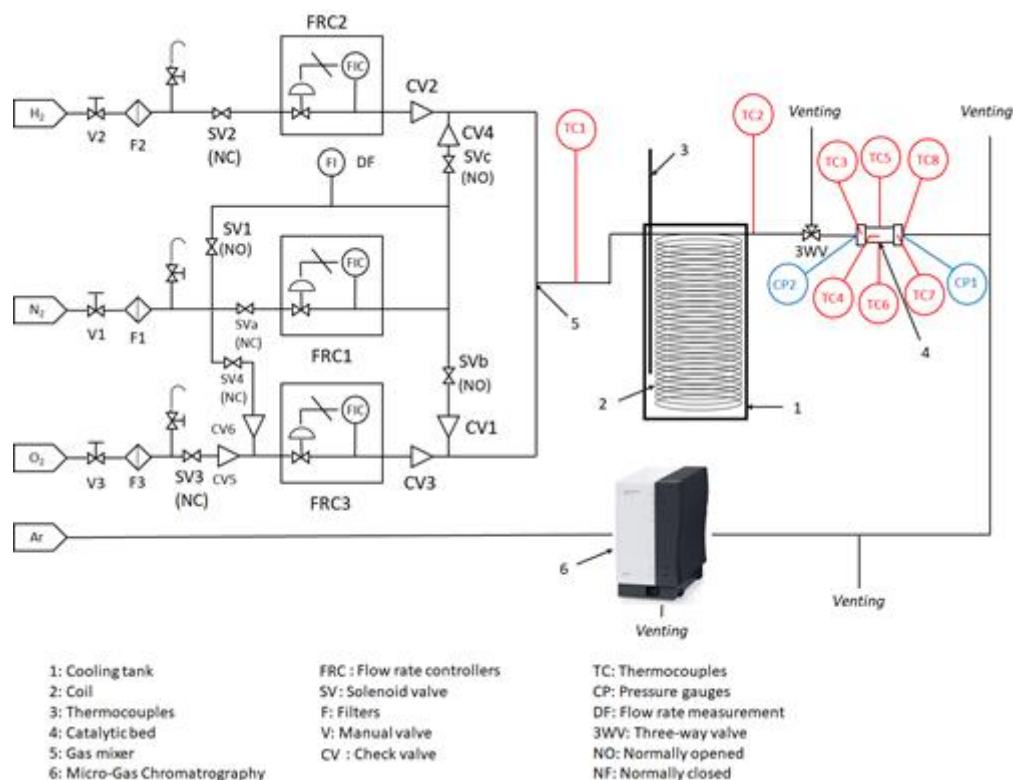 FRC2
FIC
CV2
H₂
V2
F2
SV2
(NC)
CV4
SVc
(NO)
FI
DF
TC1
TC2
3
Venting
Venting
TC3
TC5
TC8
3WV
CP2
TC4
TC6
TC7
CP1
4
SV1
(NO)
FIC
N₂
V1
F1
SVa
(NC)
FRC1
5
SV4
(NC)
SVb
(NO)
2
1
FIC
CV6
CV1
O₂
V3
F3
SV3
(NC)
CV5
FRC3
CV3
Ar
6
Venting
Venting
1: Cooling tank
2: Coil
3: Thermocouples
4: Catalytic bed
5: Gas mixer
6: Micro-Gas Chromatography
FRC : Flow rate controllers
SV: Solenoid valve
F: Filters
V: Manual valve
CV : Check valve
TC: Thermocouples
CP: Pressure gauges
DF: Flow rate measurement
3WV: Three-way valve
NO: Normally opened
NF: Normally closed